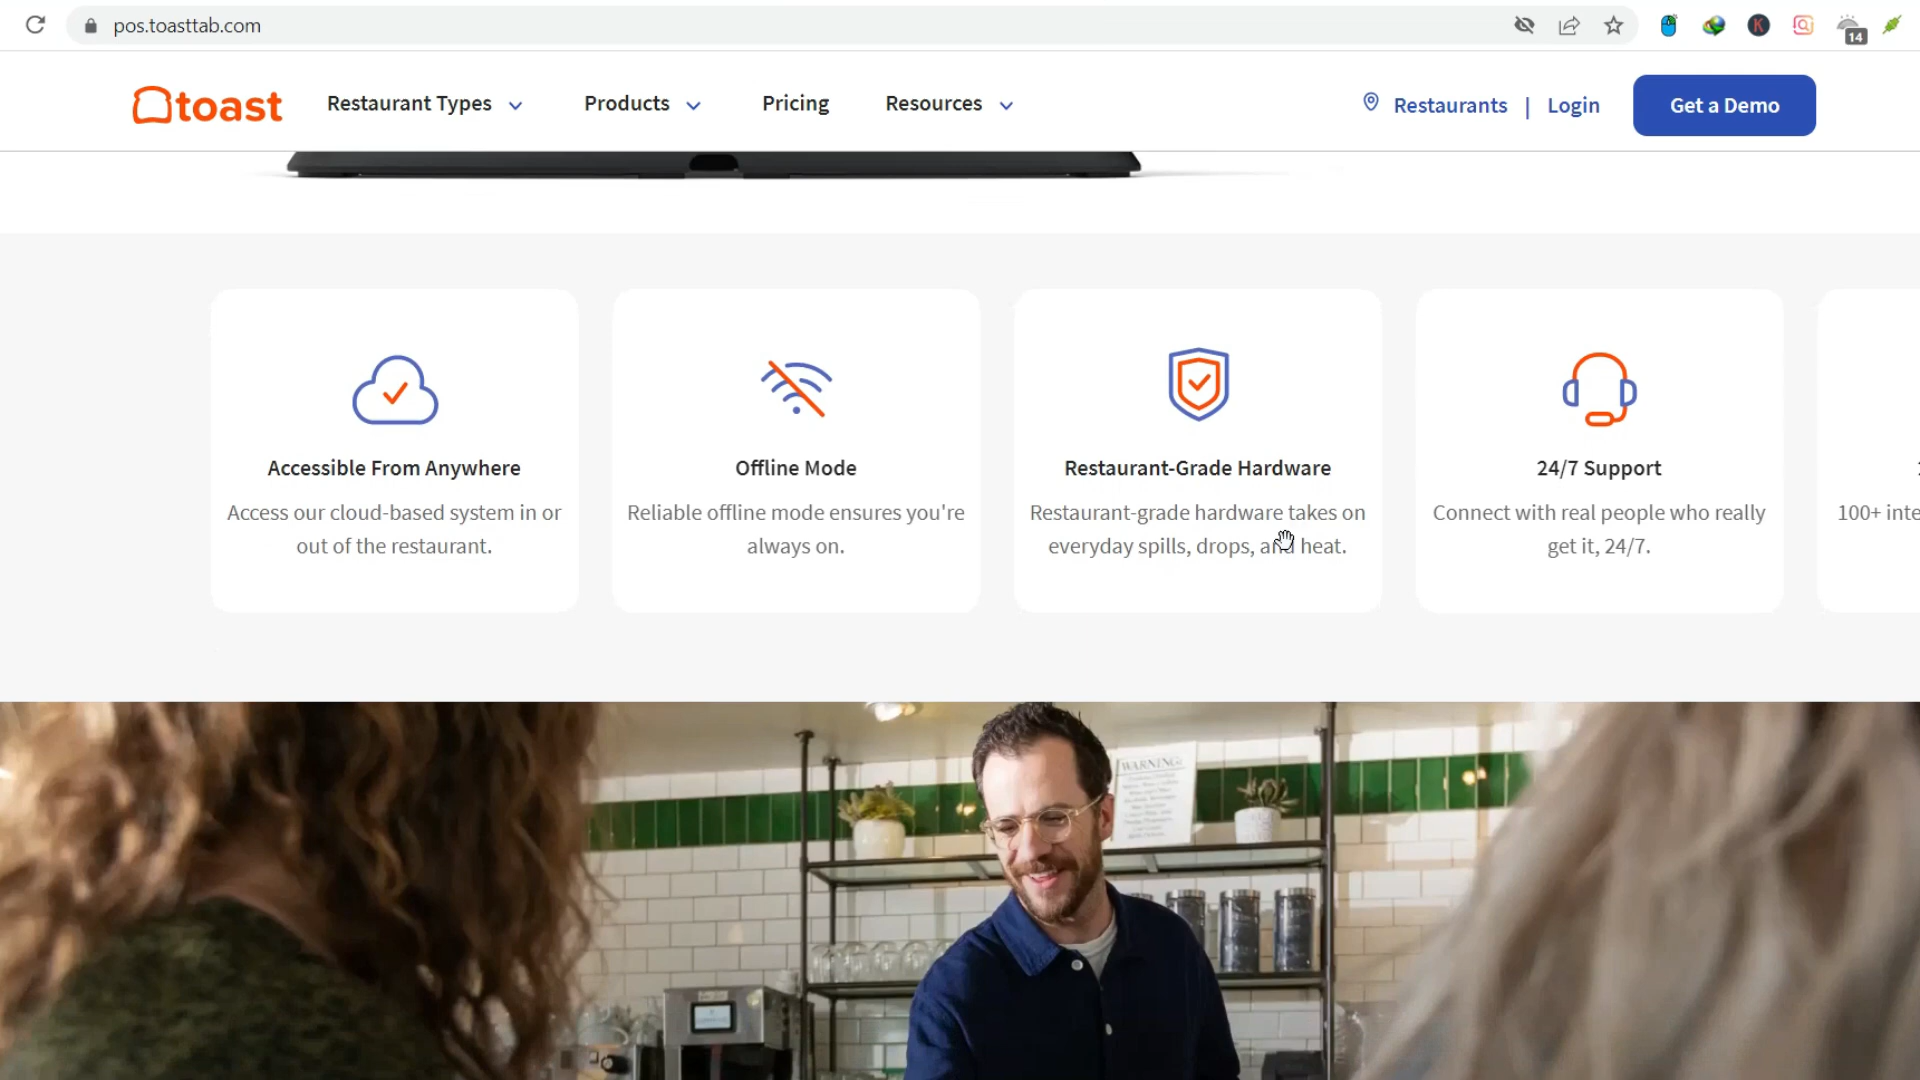 pos.toasttab.com
14
toast
Restaurant Types
Products
Pricing
Resources
Restaurants | Login
Get a Demo
Accessible From Anywhere
Access our cloud-based system in or
out of the restaurant.
Offline Mode
Reliable offline mode ensures you're
always on.
Restaurant-Grade Hardware
Restaurant-grade hardware takes on
everyday spills, drops, and heat.
24/7 Support
Connect with real people who really
get it, 24/7.
100+
WARNING: